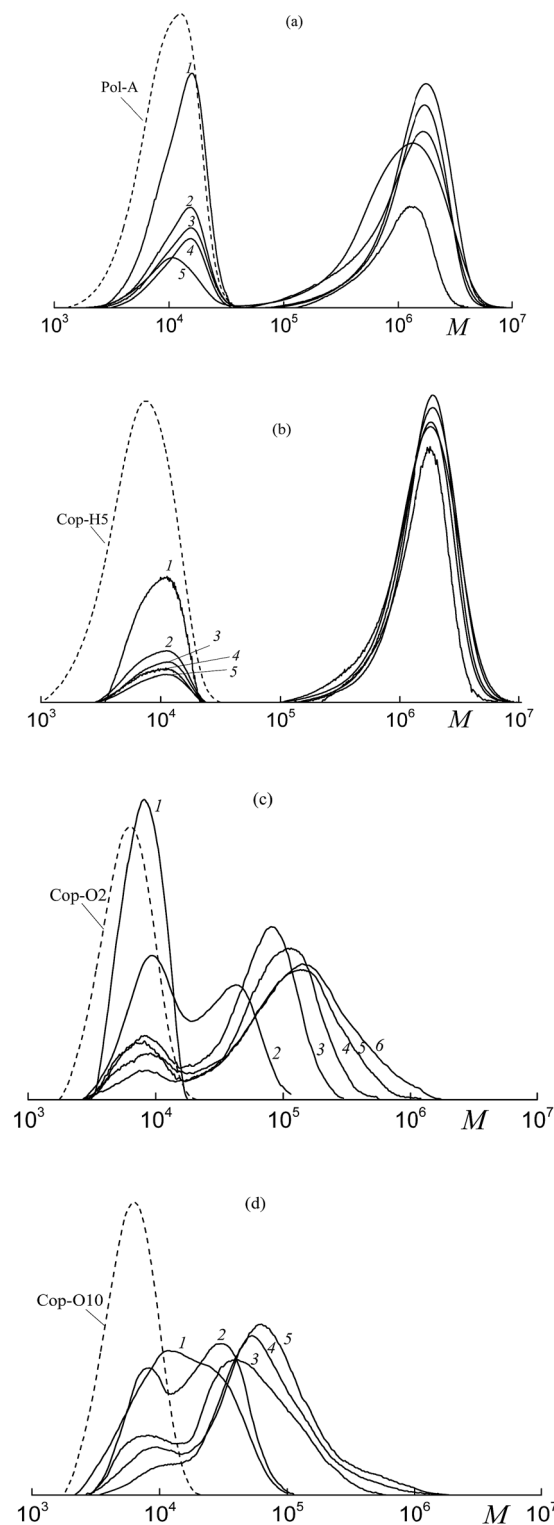 (a)
Pol-A
1
2
3
4
5
10³ 10⁴ 10⁵ 10⁶ M 10⁷
(b)
Cop-H5
1
2 3
4
5
10³ 10⁴ 10⁵ 10⁶ M 10⁷
(c)
1
Cop-O2
2 3 4 5 6
10³ 10⁴ 10⁵ 10⁶ M 10⁷
(d)
Cop-O10
1 2 3 4 5
10³ 10⁴ 10⁵ 10⁶ M 10⁷